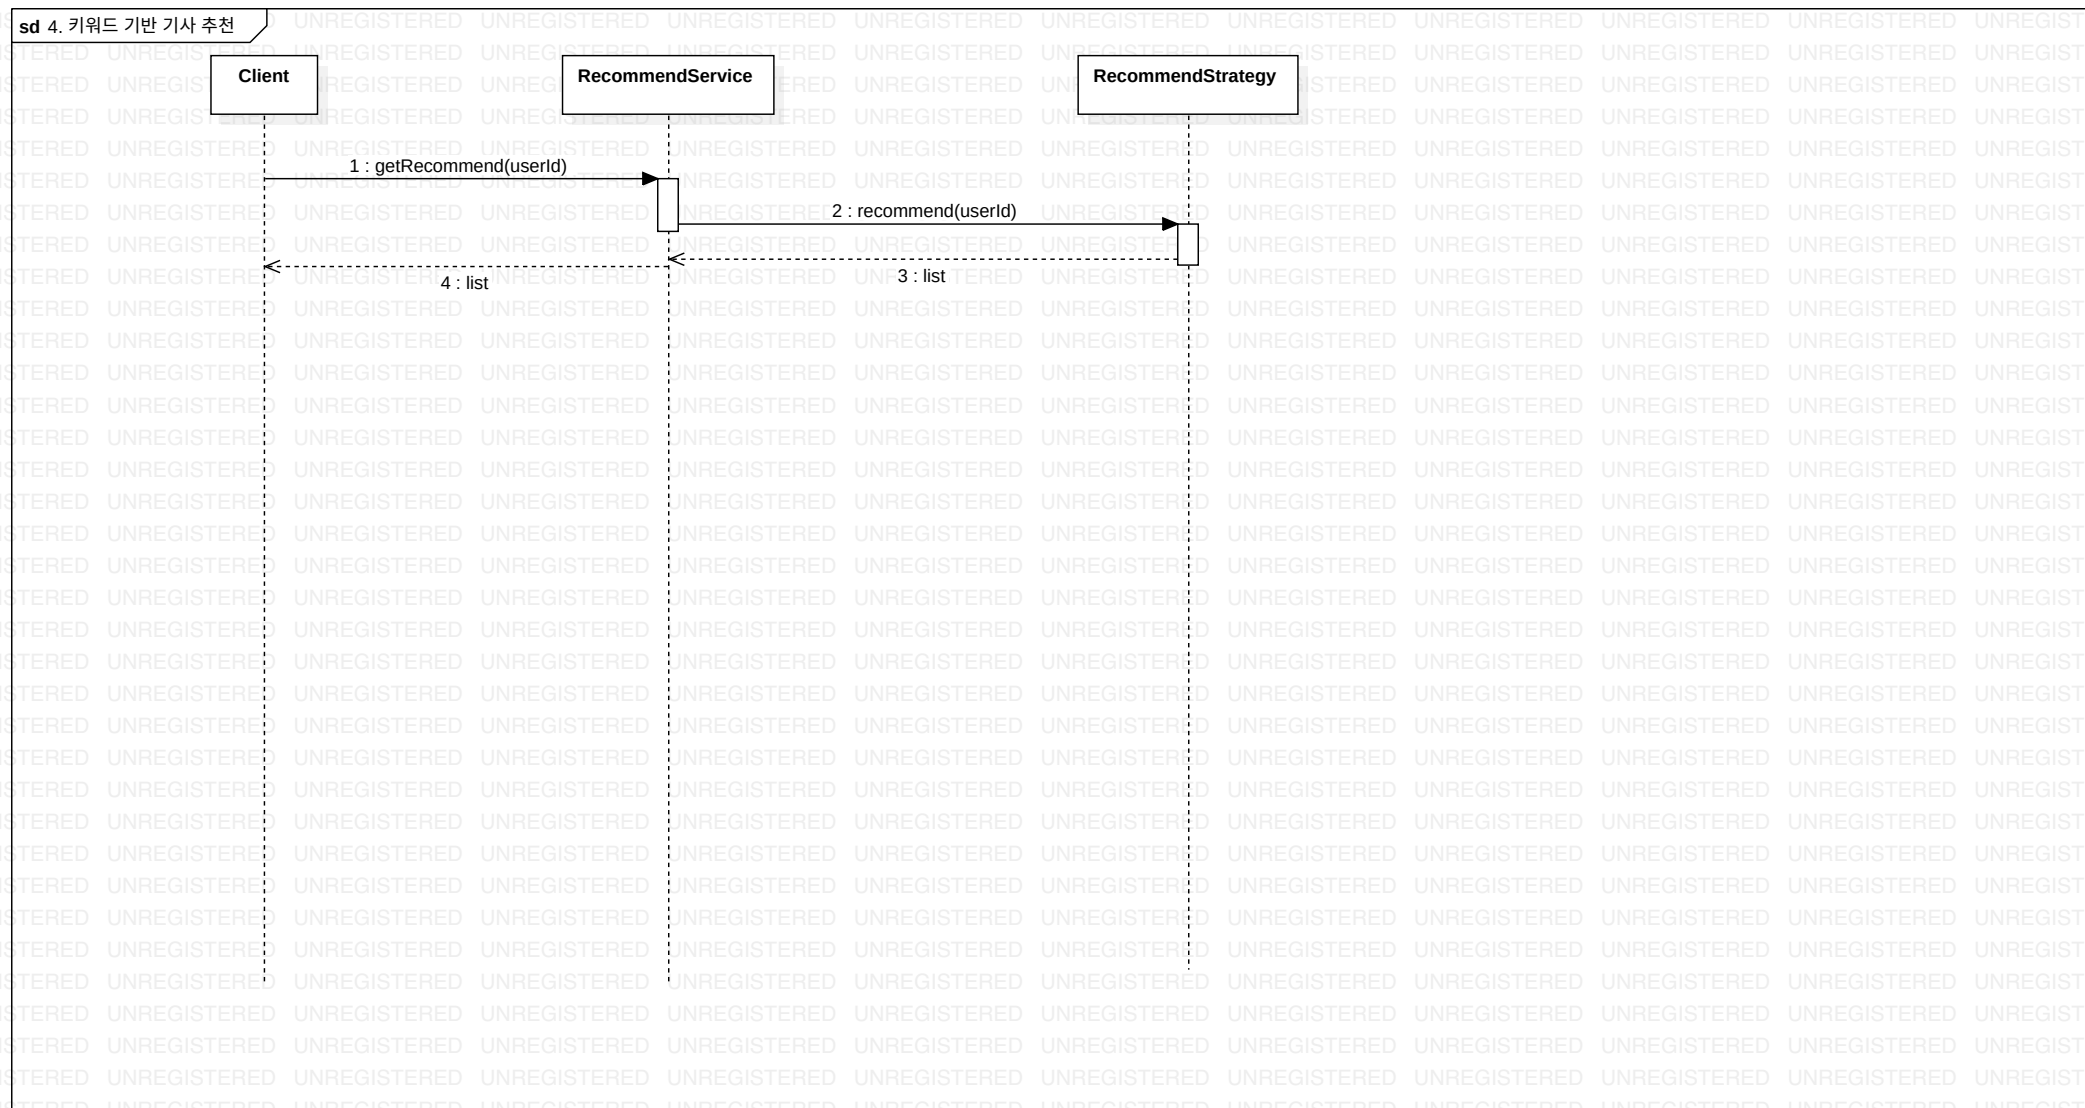 sd 4. 키워드 기반 기사 추천
Client
RecommendService
RecommendStrategy
1 : getRecommend(userId)
2 : recommend(userId)
3 : list
4 : list
UNREGISTERED